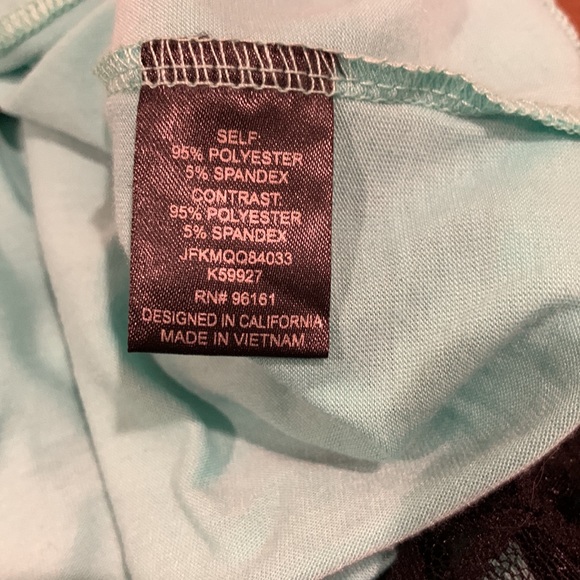 SELF
95% POLYESTER
5% SPANDEX
CONTRAST
95% POLYESTER
5% SPANDEX
JFKMQQ84033
K59927
RN# 96161
DESIGNED IN CALIFORNIA
MADE IN VIETNAM